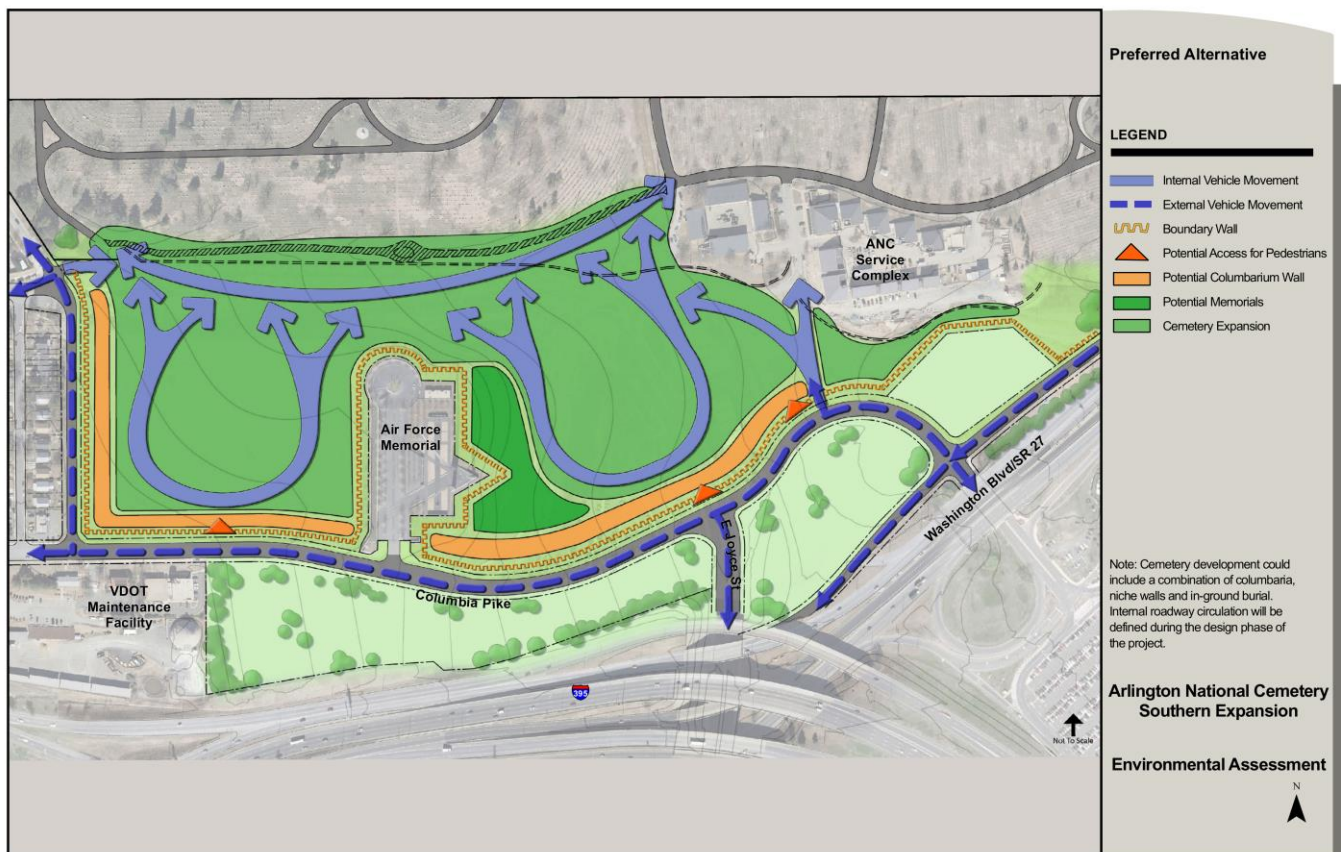 Preferred Alternative
LEGEND
Internal Vehicle Movement
External Vehicle Movement
Boundary Wall
Potential Access for Pedestrians
Potential Columbarium Wall
Potential Memorials
Cemetery Expansion
ANC
Service
Complex
Air Force
Memorial
Washington Blvd/SR 27
E Joyce St
Columbia Pike
VDOT
Maintenance
Facility
395
Not To Scale
Note: Cemetery development could
include a combination of columbaria,
niche walls and in-ground burial.
Internal roadway circulation will be
defined during the design phase of
the project.
Arlington National Cemetery
Southern Expansion
Environmental Assessment
N